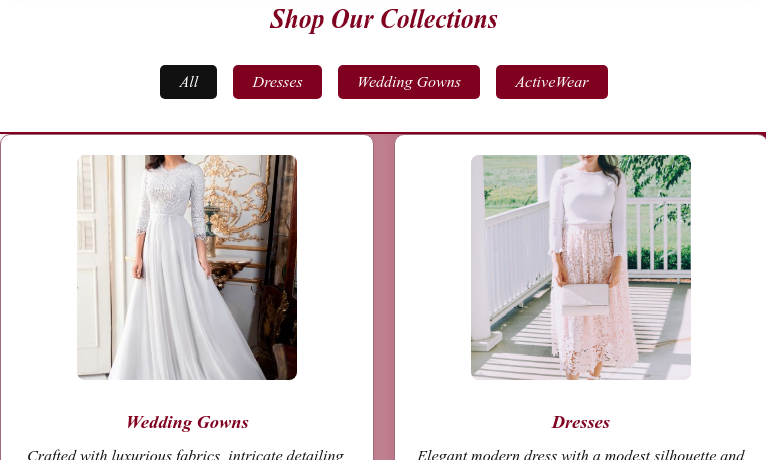 Shop Our Collections
All
Dresses
Wedding Gowns
ActiveWear
Wedding Gowns
Crafted with luxurious fabrics, intricate detailing
Dresses
Elegant modern dress with a modest silhouette and